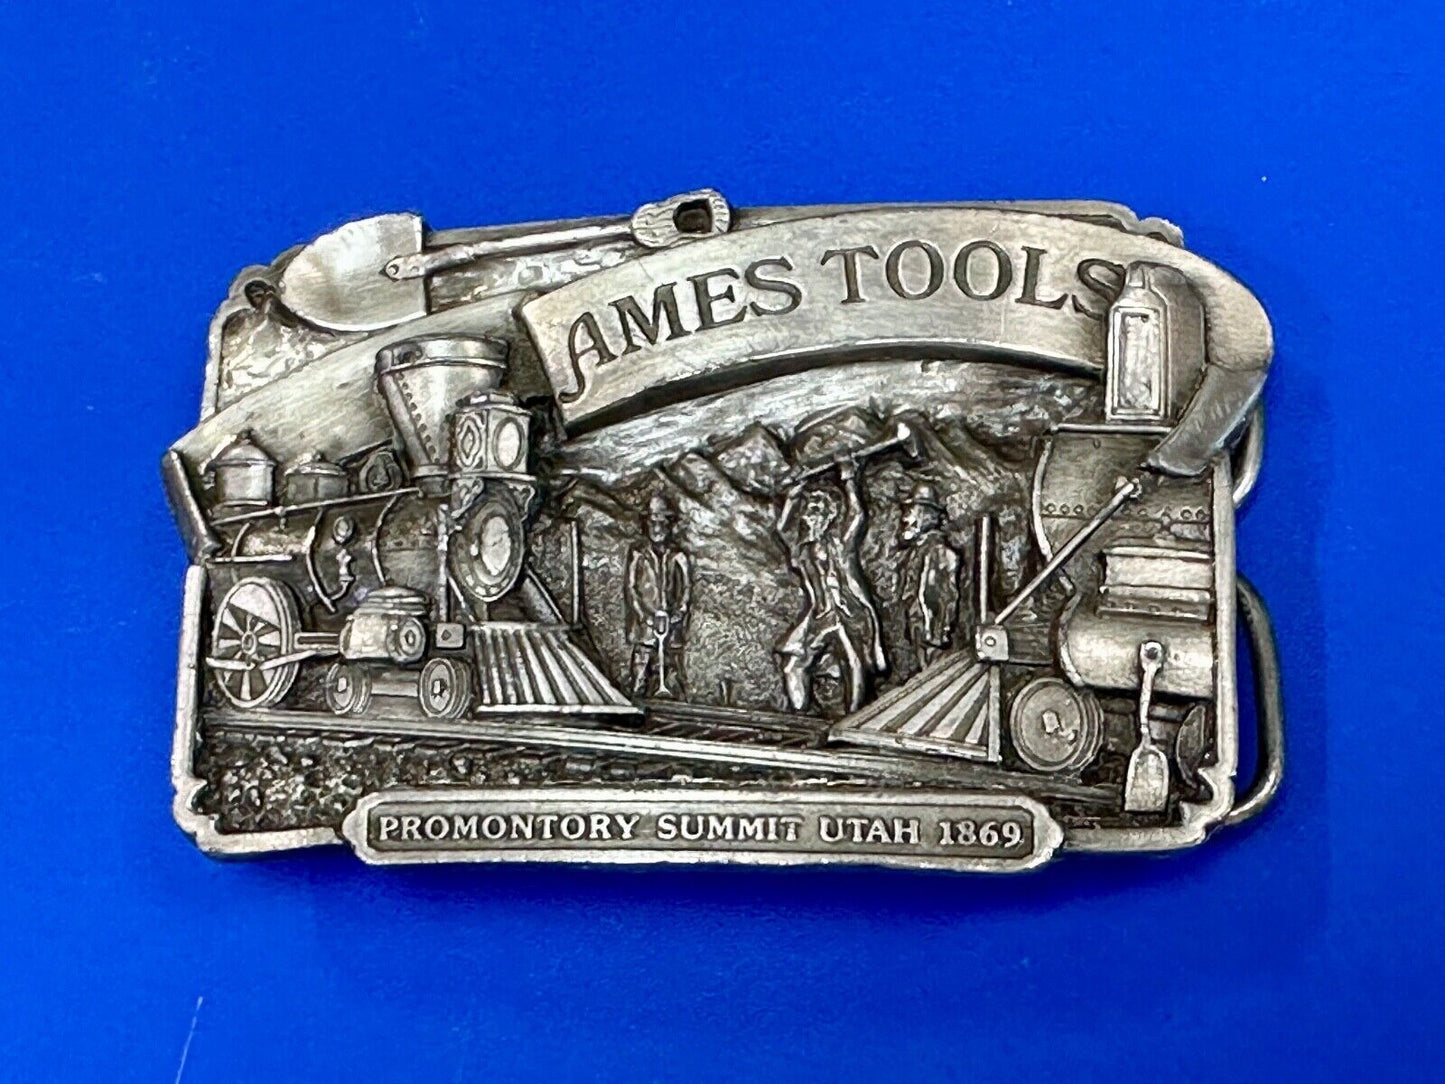 AMES TOOLS
PROMONTORY SUMMIT UTAH 1869